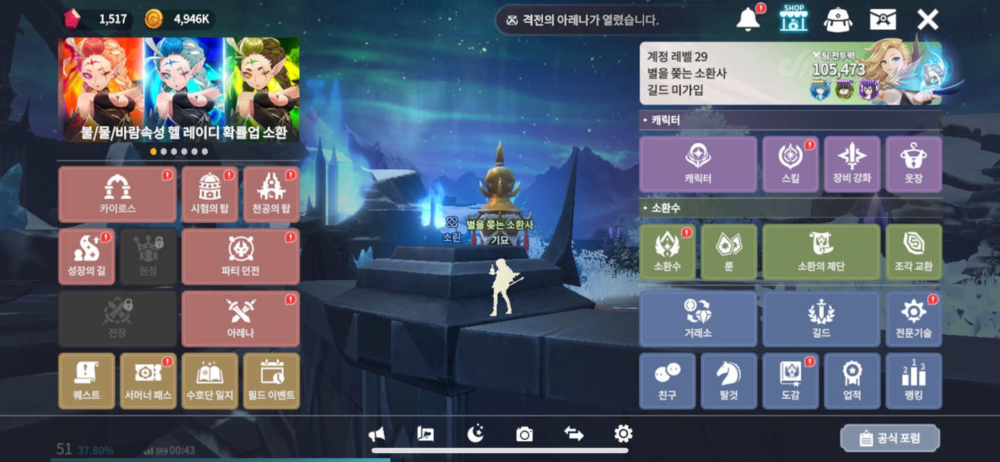 1,517
4,946K
격전의 아레나가 열렸습니다.
SHOP
불/물/바람속성 헬 레이디 확률업 소환
계정 레벨 29
별을 쫓는 소환사
길드 미가입
팀 전투력
105,473
카이로스
시험의 탑
천공의 탑
성장의 길
원정
파티 던전
전장
아레나
퀘스트
서머너 패스
수호단 일지
필드 이벤트
소린
별을 쫓는 소환사
기묘
캐릭터
캐릭터
스킬
장비 강화
옷장
소환수
소환수
룬
소환의 제단
조각 교환
거래소
길드
전문기술
친구
탈것
도감
업적
1
2 3
랭킹
51 37.80%
00:43
공식 포럼